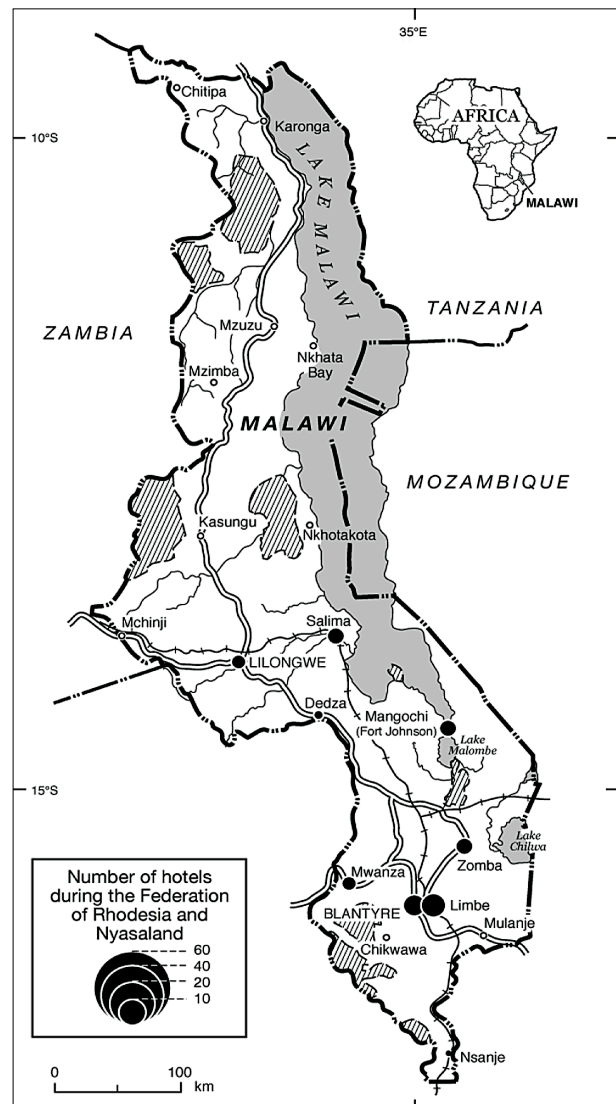 35°E
Chitipa
AFRICA
Karonga
10°S
LAKE MALAWI
MALAWI
TANZANIA
ZAMBIA
Mzuzu
Nkhata
Bay
Mzimba
MALAWI
MOZAMBIQUE
Kasungu
Nkhotakota
Mchinji
Salima
LILONGWE
Dedza
Mangochi
(Fort Johnson)
Lake
Malombe
15°S
Lake
Chilwa
Zomba
Mwanza
BLANTYRE
Limbe
Mulanje
Chikwawa
Nsanje
Number of hotels
during the Federation
of Rhodesia and
Nyasaland
60
40
20
10
0 100
km